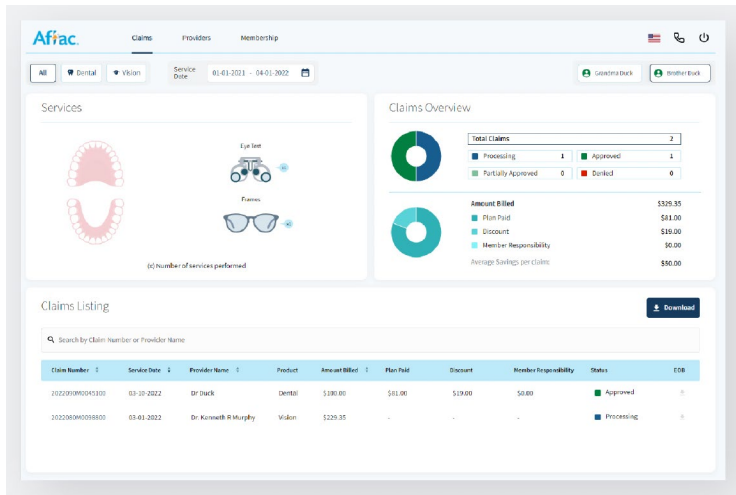 Aflac.
Claims Providers Membership
All Dental Vision Service Date 01-01-2021 - 04-01-2022 Grandma Duck Brother Duck
Services
Eye Test
Frames
(x) Number of services performed
Claims Overview
Total Claims 2
Processing 1 Approved 1
Partially Approved 0 Denied 0
Amount Billed $329.35
Plan Paid $81.00
Discount $19.00
Member Responsibility $0.00
Average Savings per claim:
Claims Listing
Download
Search by Claim Number or Provider Name
Claim Number Service Date Provider Name Product Amount Billed Plan Paid Discount Member Responsibility Status EOB
2022090M0045100 03-10-2022 Dr Duck Dental $100.00 $81.00 $19.00 $0.00 Approved
2022080M0098800 03-01-2022 Dr. Kenneth R Murphy Vision $229.35 - - - Processing